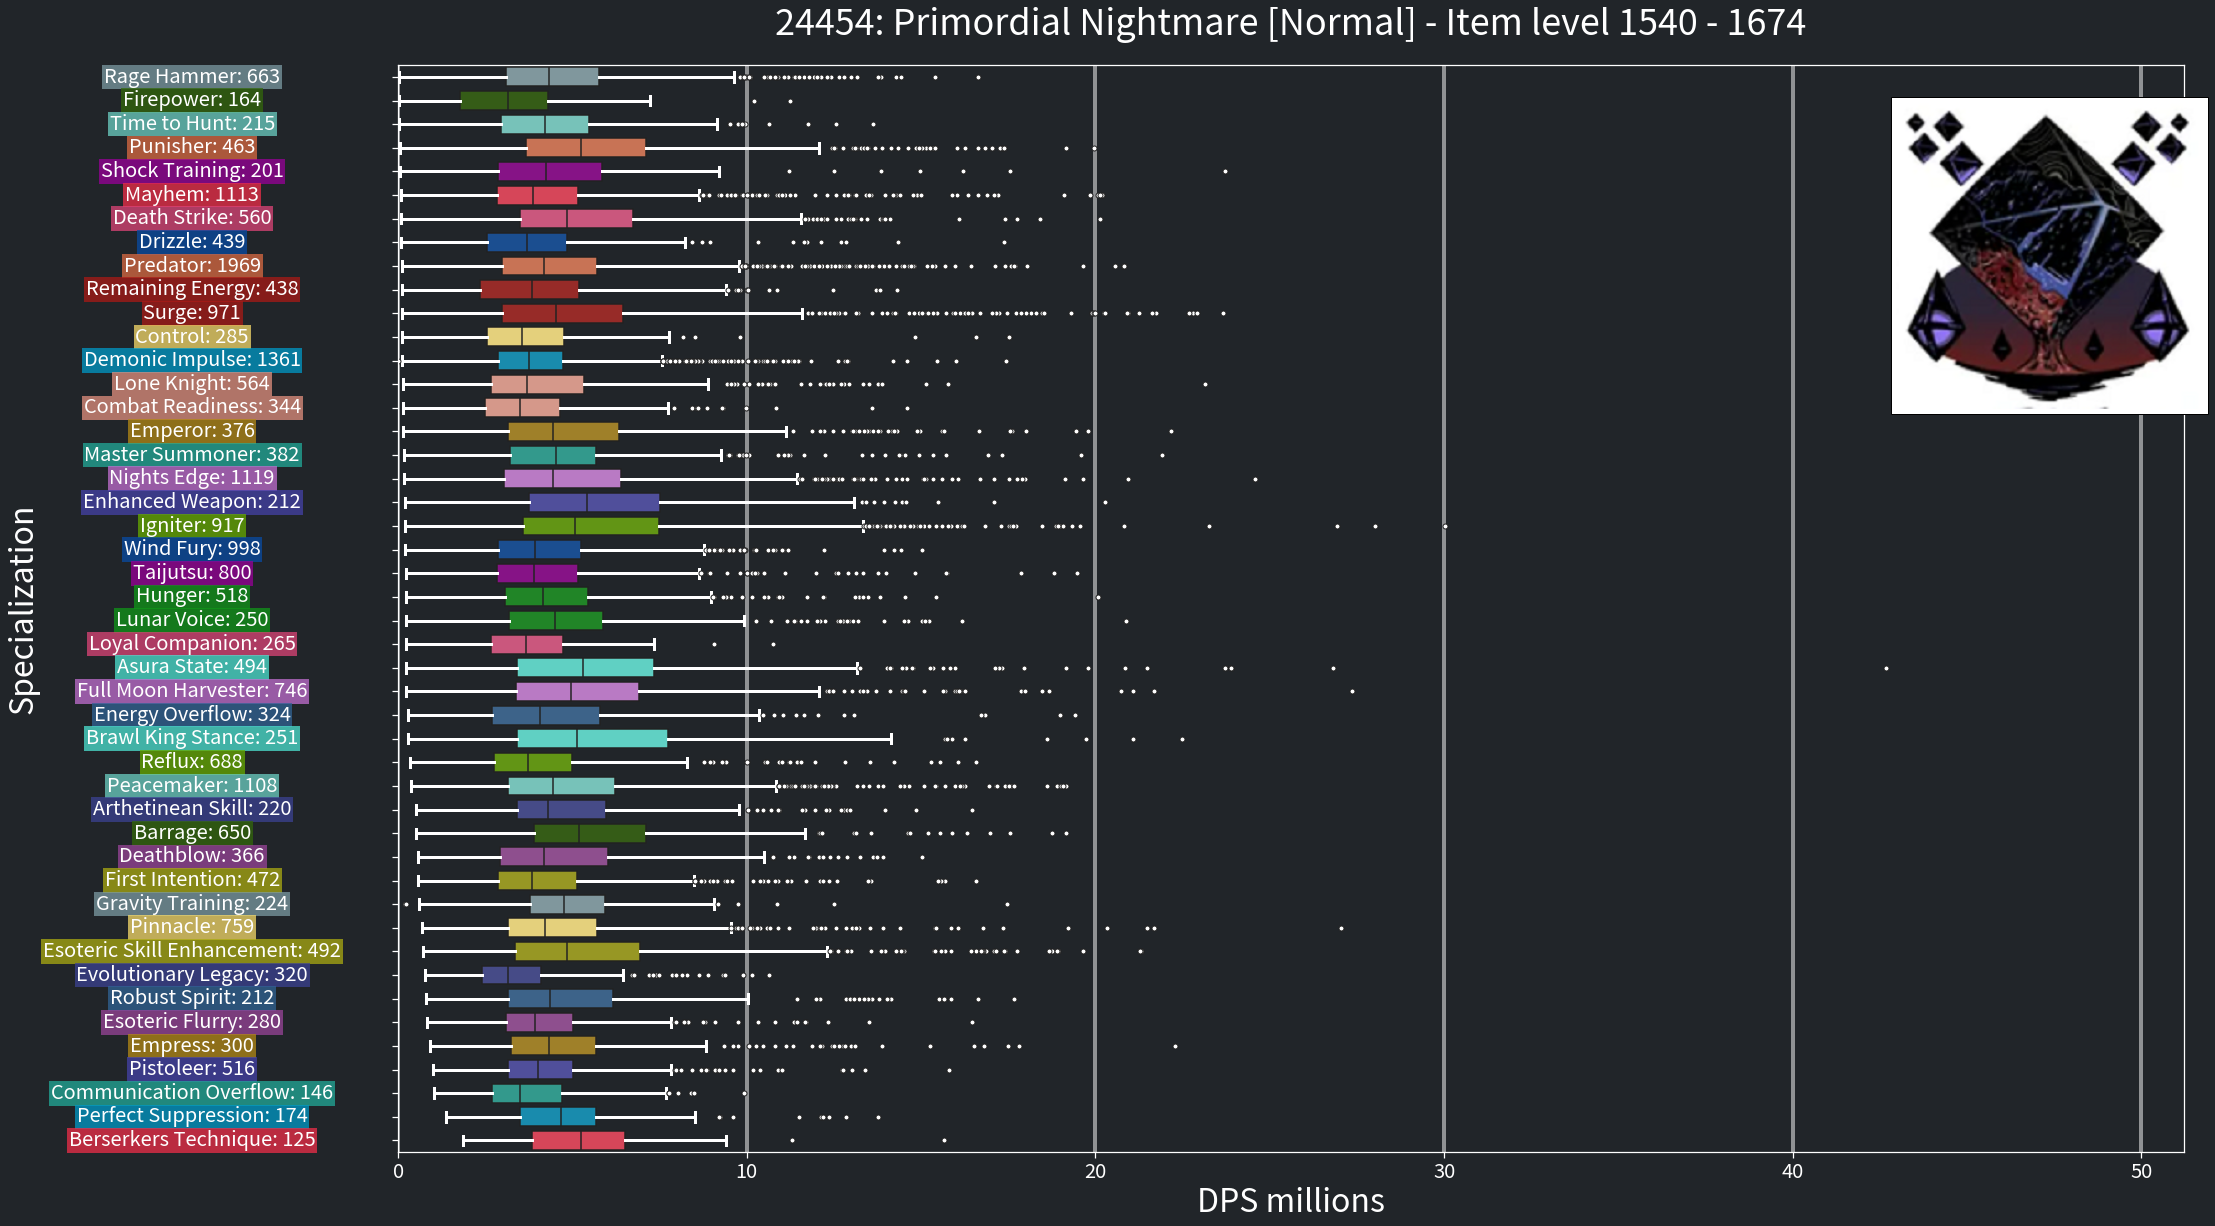 24454: Primordial Nightmare [Normal] - Item level 1540 - 1674
Rage Hammer: 663
Firepower: 164
Time to Hunt: 215
Punisher: 463
Shock Training: 201
Mayhem: 1113
Death Strike: 560
Drizzle: 439
Predator: 1969
Remaining Energy: 438
Surge: 971
Control: 285
Demonic Impulse: 1361
Lone Knight: 564
Combat Readiness: 344
Emperor: 376
Master Summoner: 382
Nights Edge: 1119
Enhanced Weapon: 212
Igniter: 917
Wind Fury: 998
Taijutsu: 800
Hunger: 518
Lunar Voice: 250
Loyal Companion: 265
Asura State: 494
Full Moon Harvester: 746
Energy Overflow: 324
Brawl King Stance: 251
Reflux: 688
Peacemaker: 1108
Arthetinean Skill: 220
Barrage: 650
Deathblow: 366
First Intention: 472
Gravity Training: 224
Pinnacle: 759
Esoteric Skill Enhancement: 492
Evolutionary Legacy: 320
Robust Spirit: 212
Esoteric Flurry: 280
Empress: 300
Pistoleer: 516
Communication Overflow: 146
Perfect Suppression: 174
Berserkers Technique: 125
Specialization
0 10 20 30 40 50
DPS millions